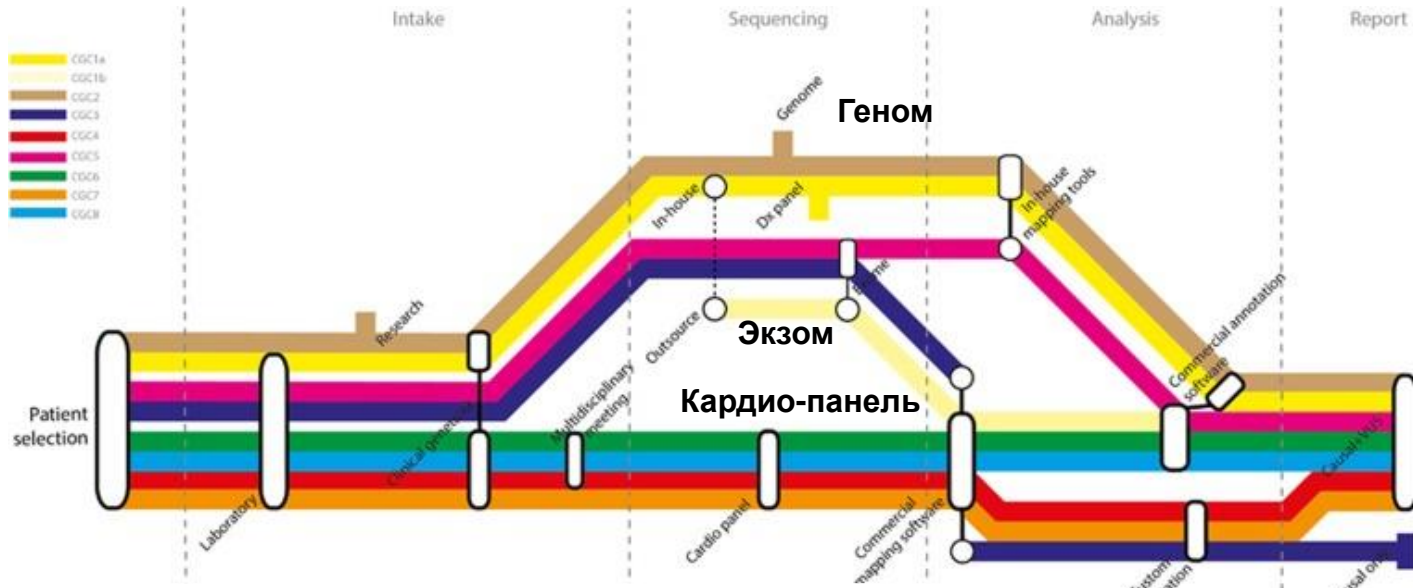 Intake
Sequencing
Analysis
Report
CGC1a
CGC1b
CGC2
CGC3
CGC4
CGC5
CGC6
CGC7
CGC8
Genome
Геном
In-house
Dx panel
In-house
mapping tools
Research
Outsource
Экзом
Commercial annotation
software
Кардио-панель
Patient
selection
Multidisciplinary
meeting
Clinical
Laboratory
Cardio panel
Commercial
mapping software
Causal+VUS